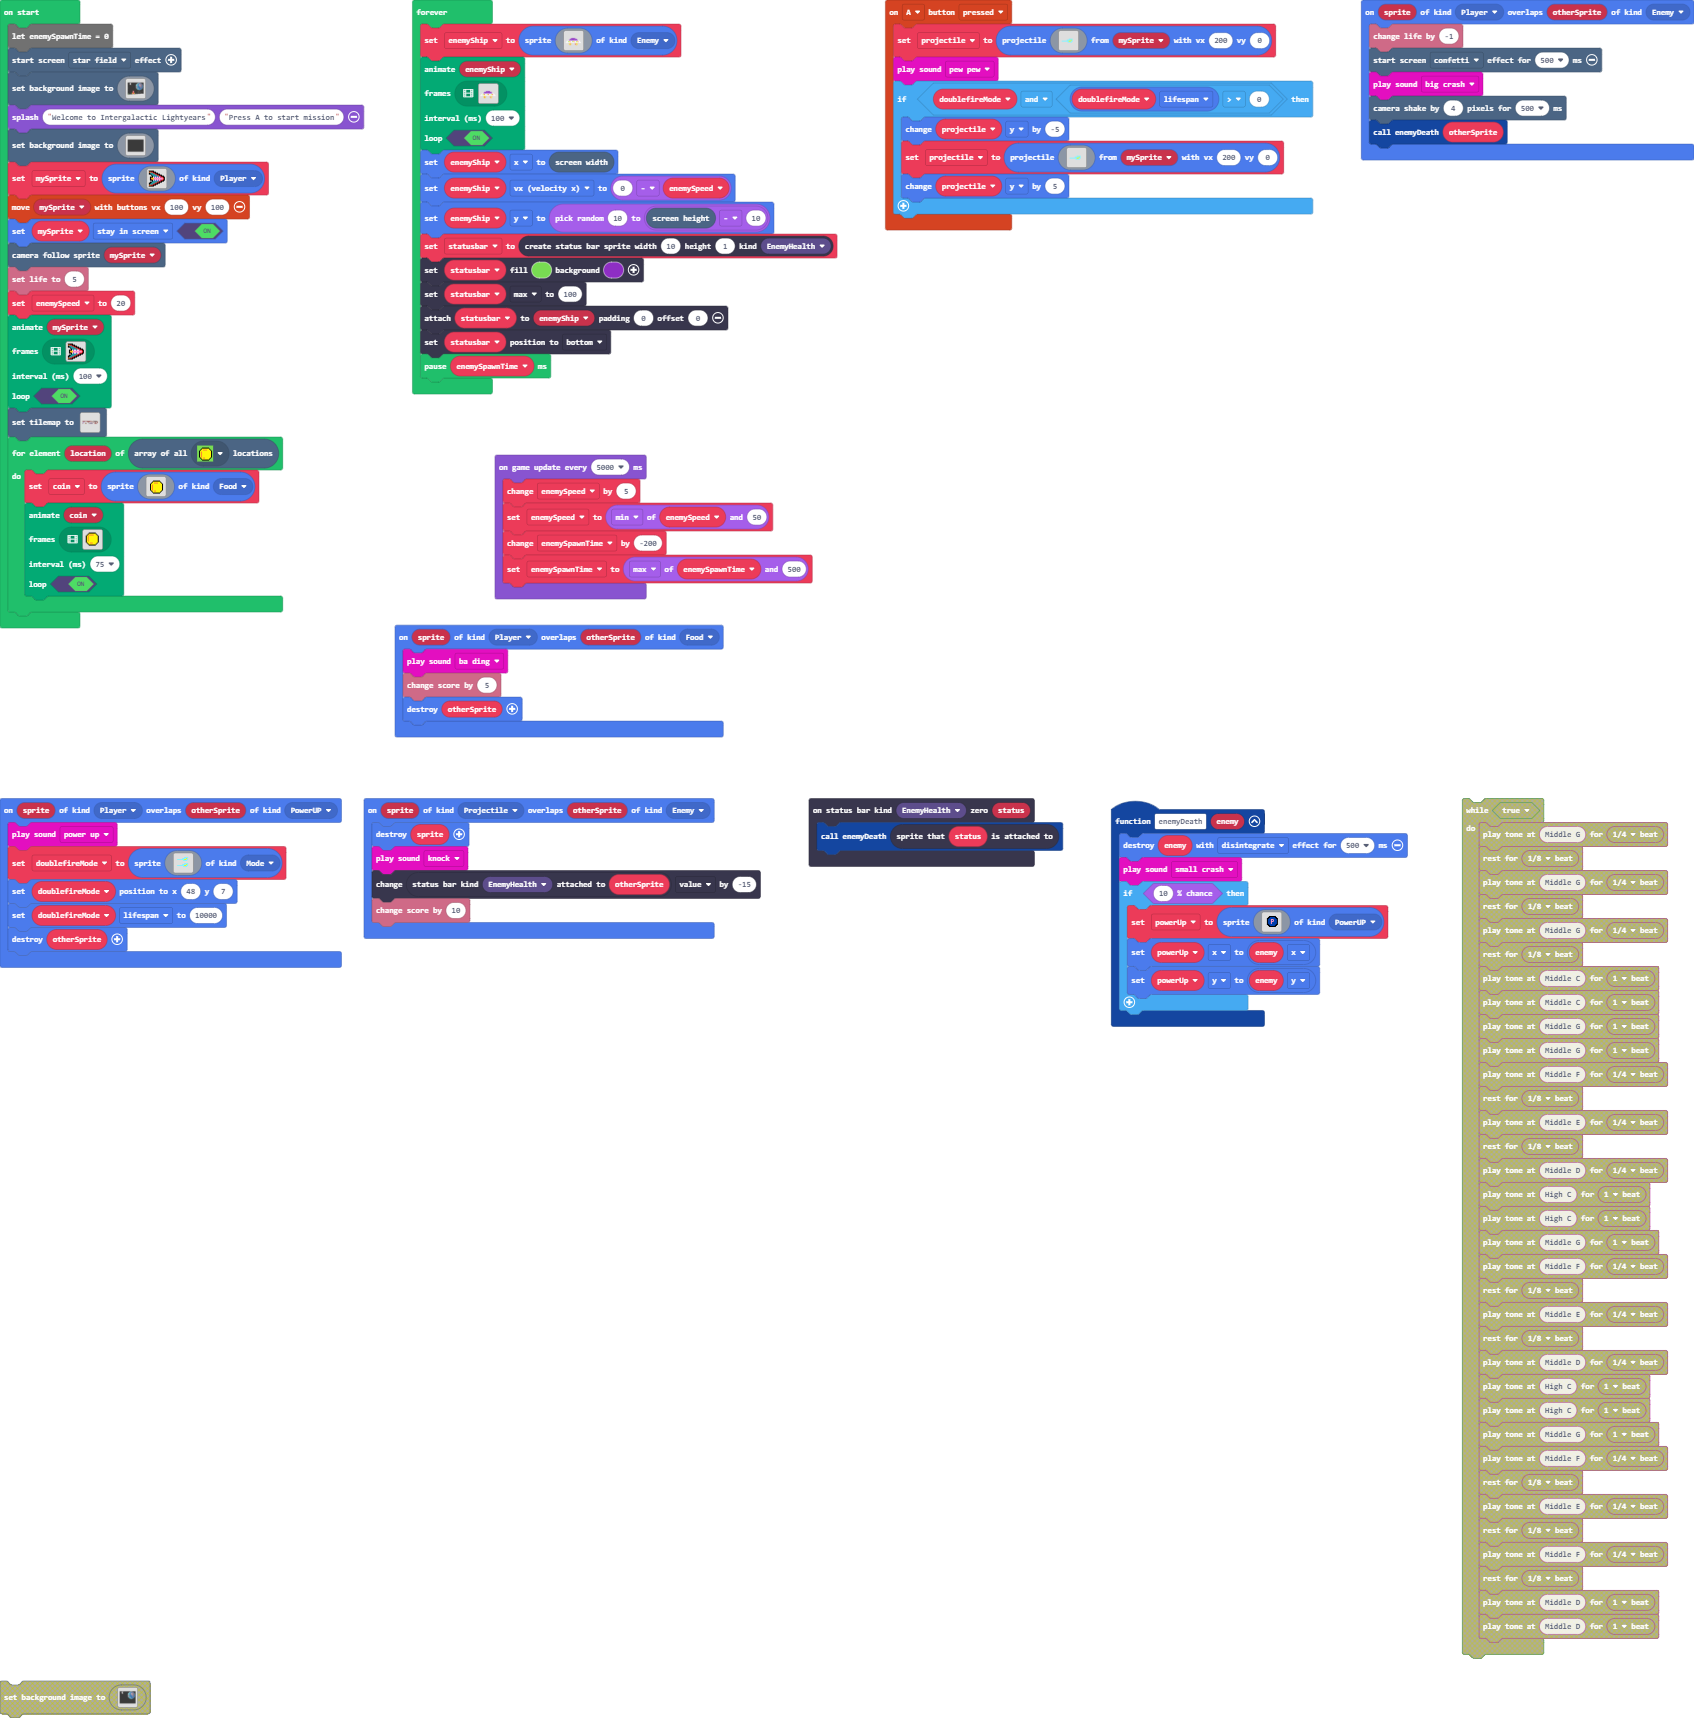 on start
let enemySpawnTime = 0
start screen star field effect
set background image to
splash "Welcome to Intergalactic Lightyears" "Press A to start mission"
set background image to
set mySprite to sprite of kind Player
move mySprite with buttons vx 100 vy 100
set mySprite stay in screen ON
camera follow sprite mySprite
set life to 5
set enemySpeed to 20
animate mySprite
frames
interval (ms) 100
loop ON
set tilemap to
for element location of array of all locations
do
set coin to sprite of kind Food
animate coin
frames
interval (ms) 75
loop ON
forever
set enemyShip to sprite of kind Enemy
animate enemyShip
frames
interval (ms) 100
loop ON
set enemyShip x to screen width
set enemyShip vx (velocity x) to 0 - enemySpeed
set enemyShip y to pick random 10 to screen height - 10
set statusbar to create status bar sprite width 10 height 1 kind EnemyHealth
set statusbar fill background
set statusbar max to 100
attach statusbar to enemyShip padding 0 offset 0
set statusbar position to bottom
pause enemySpawnTime ms
on A button pressed
set projectile to projectile from mySprite with vx 200 vy 0
play sound pew pew
if doublefireMode and doublefireMode lifespan > 0 then
change projectile y by -5
set projectile to projectile from mySprite with vx 200 vy 0
change projectile y by 5
on sprite of kind Player overlaps otherSprite of kind Enemy
change life by -1
start screen confetti effect for 500 ms
play sound big crash
camera shake by 4 pixels for 500 ms
call enemyDeath otherSprite
on game update every 5000 ms
change enemySpeed by 5
set enemySpeed to min of enemySpeed and 50
change enemySpawnTime by -200
set enemySpawnTime to max of enemySpawnTime and 500
on sprite of kind Player overlaps otherSprite of kind Food
play sound ba ding
change score by 5
destroy otherSprite
on sprite of kind Player overlaps otherSprite of kind PowerUP
play sound power up
set doublefireMode to sprite of kind Mode
set doublefireMode position to x 48 y 7
set doublefireMode lifespan to 10000
destroy otherSprite
on sprite of kind Projectile overlaps otherSprite of kind Enemy
destroy sprite
play sound knock
change status bar kind EnemyHealth attached to otherSprite value by -15
change score by 10
on status bar kind EnemyHealth zero status
call enemyDeath sprite that status is attached to
function enemyDeath enemy
destroy enemy with disintegrate effect for 500 ms
play sound small crash
if 10 % chance then
set powerUp to sprite of kind PowerUP
set powerUp x to enemy x
set powerUp y to enemy y
while true
do
play tone at Middle G for 1/4 beat
rest for 1/8 beat
play tone at Middle G for 1/4 beat
rest for 1/8 beat
play tone at Middle G for 1/4 beat
rest for 1/8 beat
play tone at Middle C for 1 beat
play tone at Middle C for 1 beat
play tone at Middle G for 1 beat
play tone at Middle G for 1 beat
play tone at Middle F for 1/4 beat
rest for 1/8 beat
play tone at Middle E for 1/4 beat
rest for 1/8 beat
play tone at Middle D for 1/4 beat
play tone at High C for 1 beat
play tone at High C for 1 beat
play tone at Middle G for 1 beat
play tone at Middle F for 1/4 beat
rest for 1/8 beat
play tone at Middle E for 1/4 beat
rest for 1/8 beat
play tone at Middle D for 1/4 beat
play tone at High C for 1 beat
play tone at High C for 1 beat
play tone at Middle G for 1 beat
play tone at Middle F for 1/4 beat
rest for 1/8 beat
play tone at Middle E for 1/4 beat
rest for 1/8 beat
play tone at Middle F for 1/4 beat
rest for 1/8 beat
play tone at Middle D for 1 beat
play tone at Middle D for 1 beat
set background image to